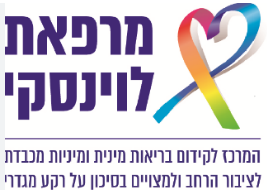 מרפאת
לוינסקי
המרכז לקידום בריאות מינית ומיניות מכבדת
לציבור הרחב ולמצויים בסיכון על רקע מגדרי